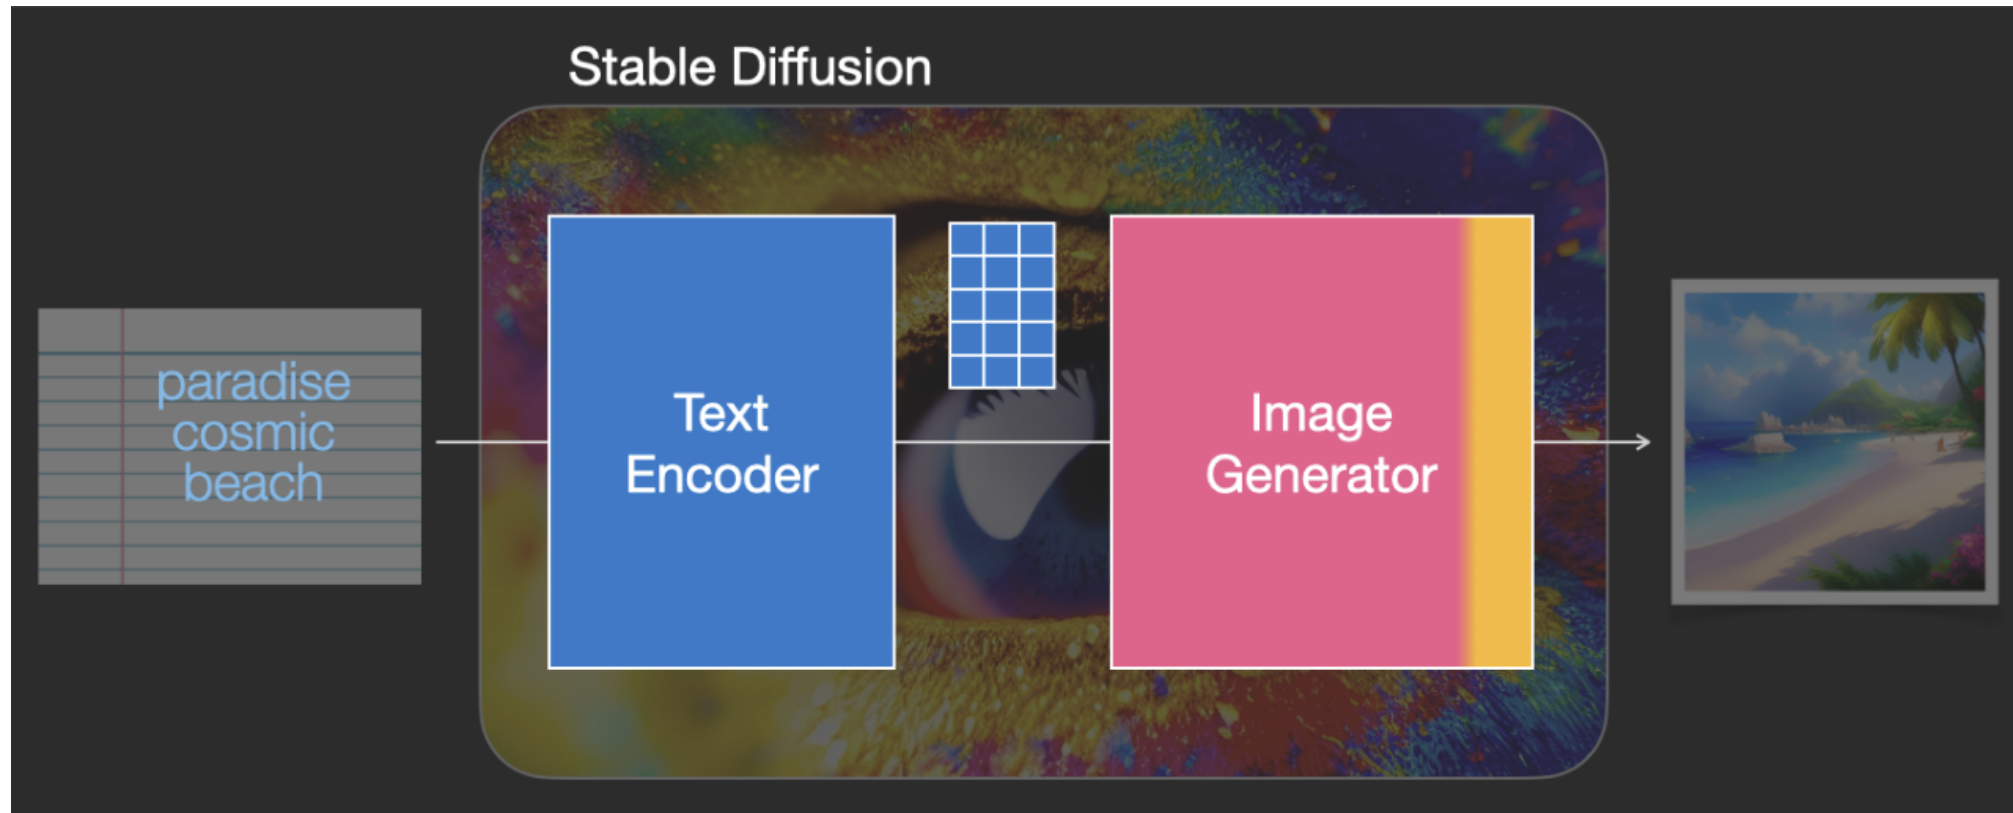 Stable Diffusion
paradise
cosmic
beach
Text
Encoder
Image
Generator